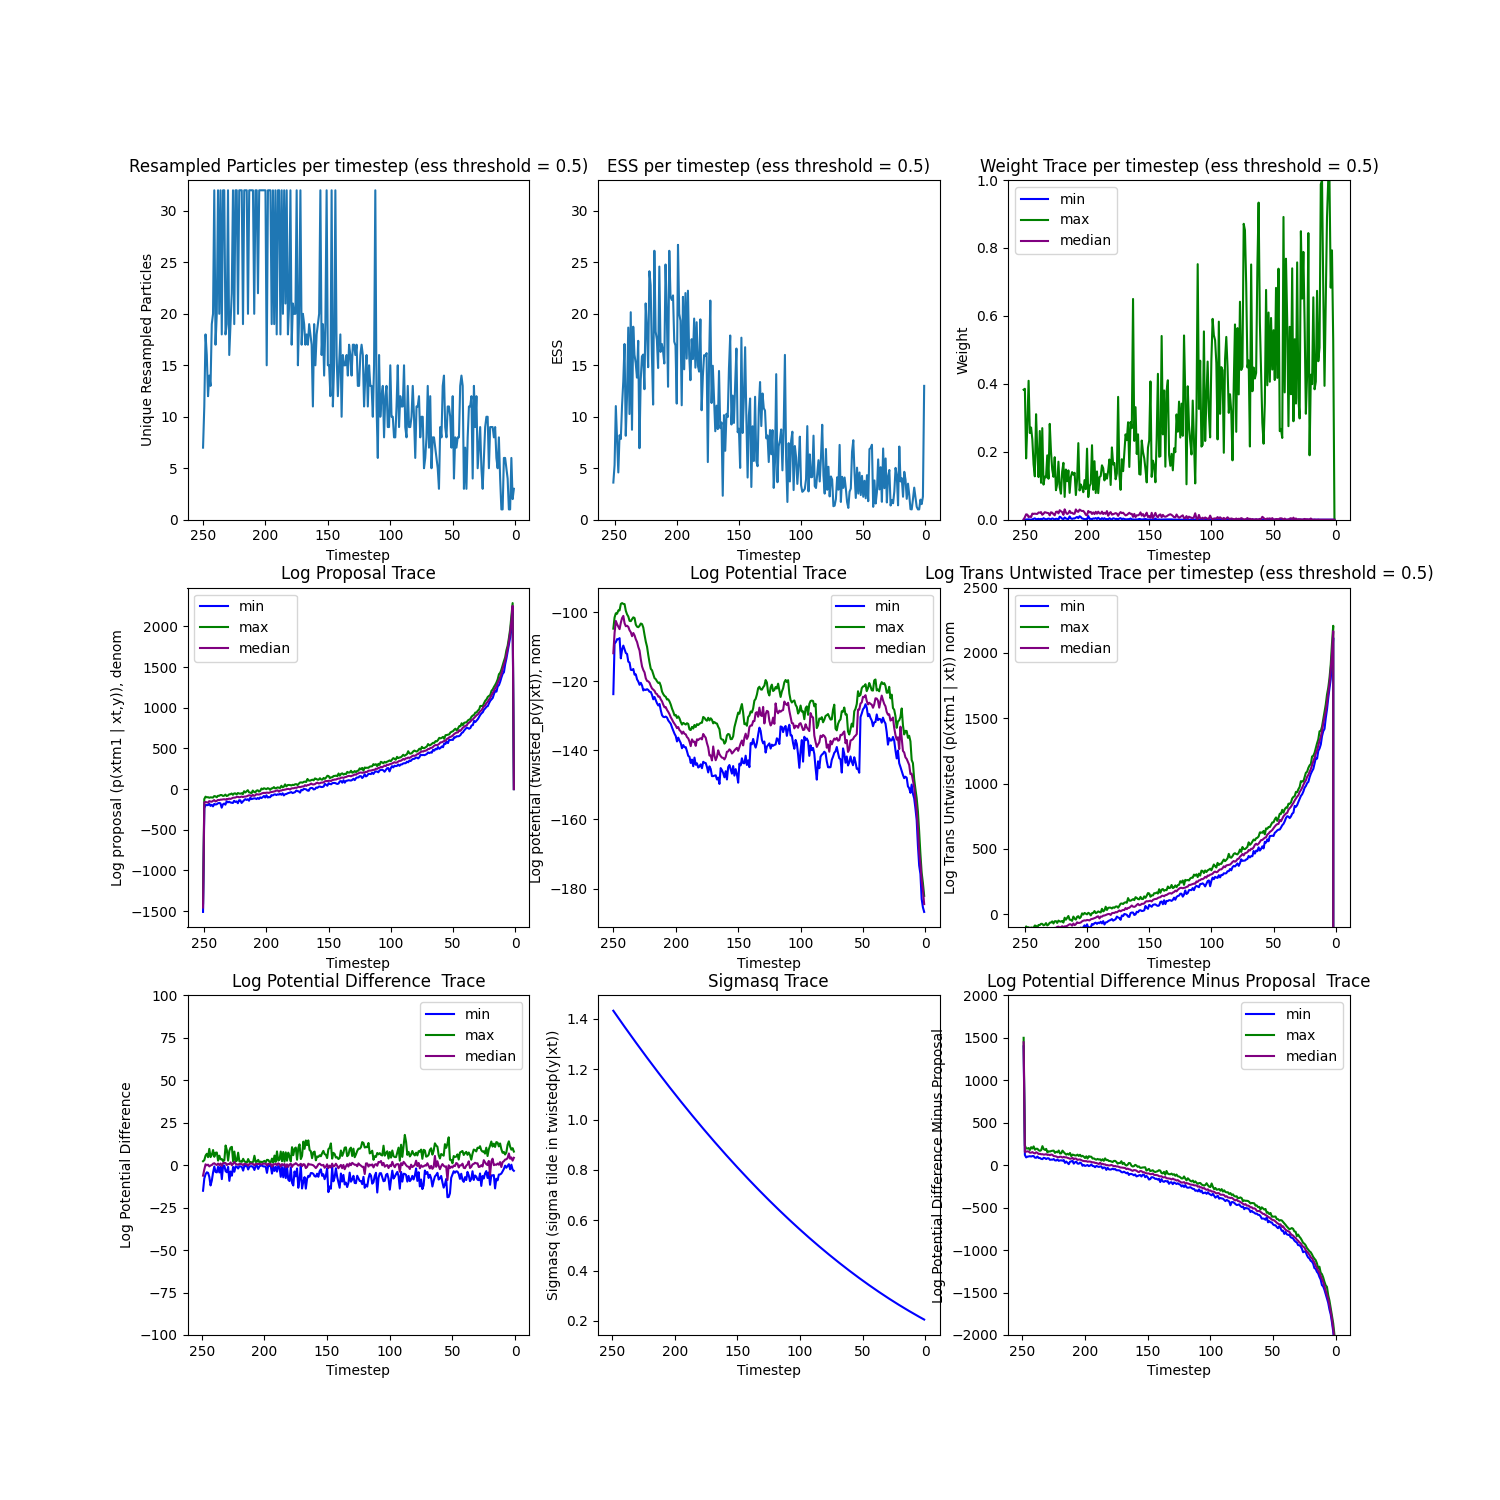 Resampled Particles per timestep (ess threshold = 0.5)
Unique Resampled Particles
30
25
20
15
10
5
0
250 200 150 100 50 0
Timestep
ESS per timestep (ess threshold = 0.5)
ESS
30
25
20
15
10
5
0
250 200 150 100 50 0
Timestep
Weight Trace per timestep (ess threshold = 0.5)
Weight
1.0
0.8
0.6
0.4
0.2
0.0
min
max
median
250 200 150 100 50 0
Timestep
Log Proposal Trace
Log proposal (p(xtm1 | xt,y)), denom
2000
1500
1000
500
0
−500
−1000
−1500
min
max
median
250 200 150 100 50 0
Timestep
Log Potential Trace
Log potential (twisted_p(y|xt)), nom
−100
−120
−140
−160
−180
min
max
median
250 200 150 100 50 0
Timestep
Log Trans Untwisted Trace per timestep (ess threshold = 0.5)
Log Trans Untwisted (p(xtm1 | xt)) nom
2500
2000
1500
1000
500
0
min
max
median
250 200 150 100 50 0
Timestep
Log Potential Difference  Trace
Log Potential Difference
100
75
50
25
0
−25
−50
−75
−100
min
max
median
250 200 150 100 50 0
Timestep
Sigmasq Trace
Sigmasq (sigma tilde in twistedp(y|xt))
1.4
1.2
1.0
0.8
0.6
0.4
0.2
250 200 150 100 50 0
Timestep
Log Potential Difference Minus Proposal  Trace
Log Potential Difference Minus Proposal
2000
1500
1000
500
0
−500
−1000
−1500
−2000
min
max
median
250 200 150 100 50 0
Timestep